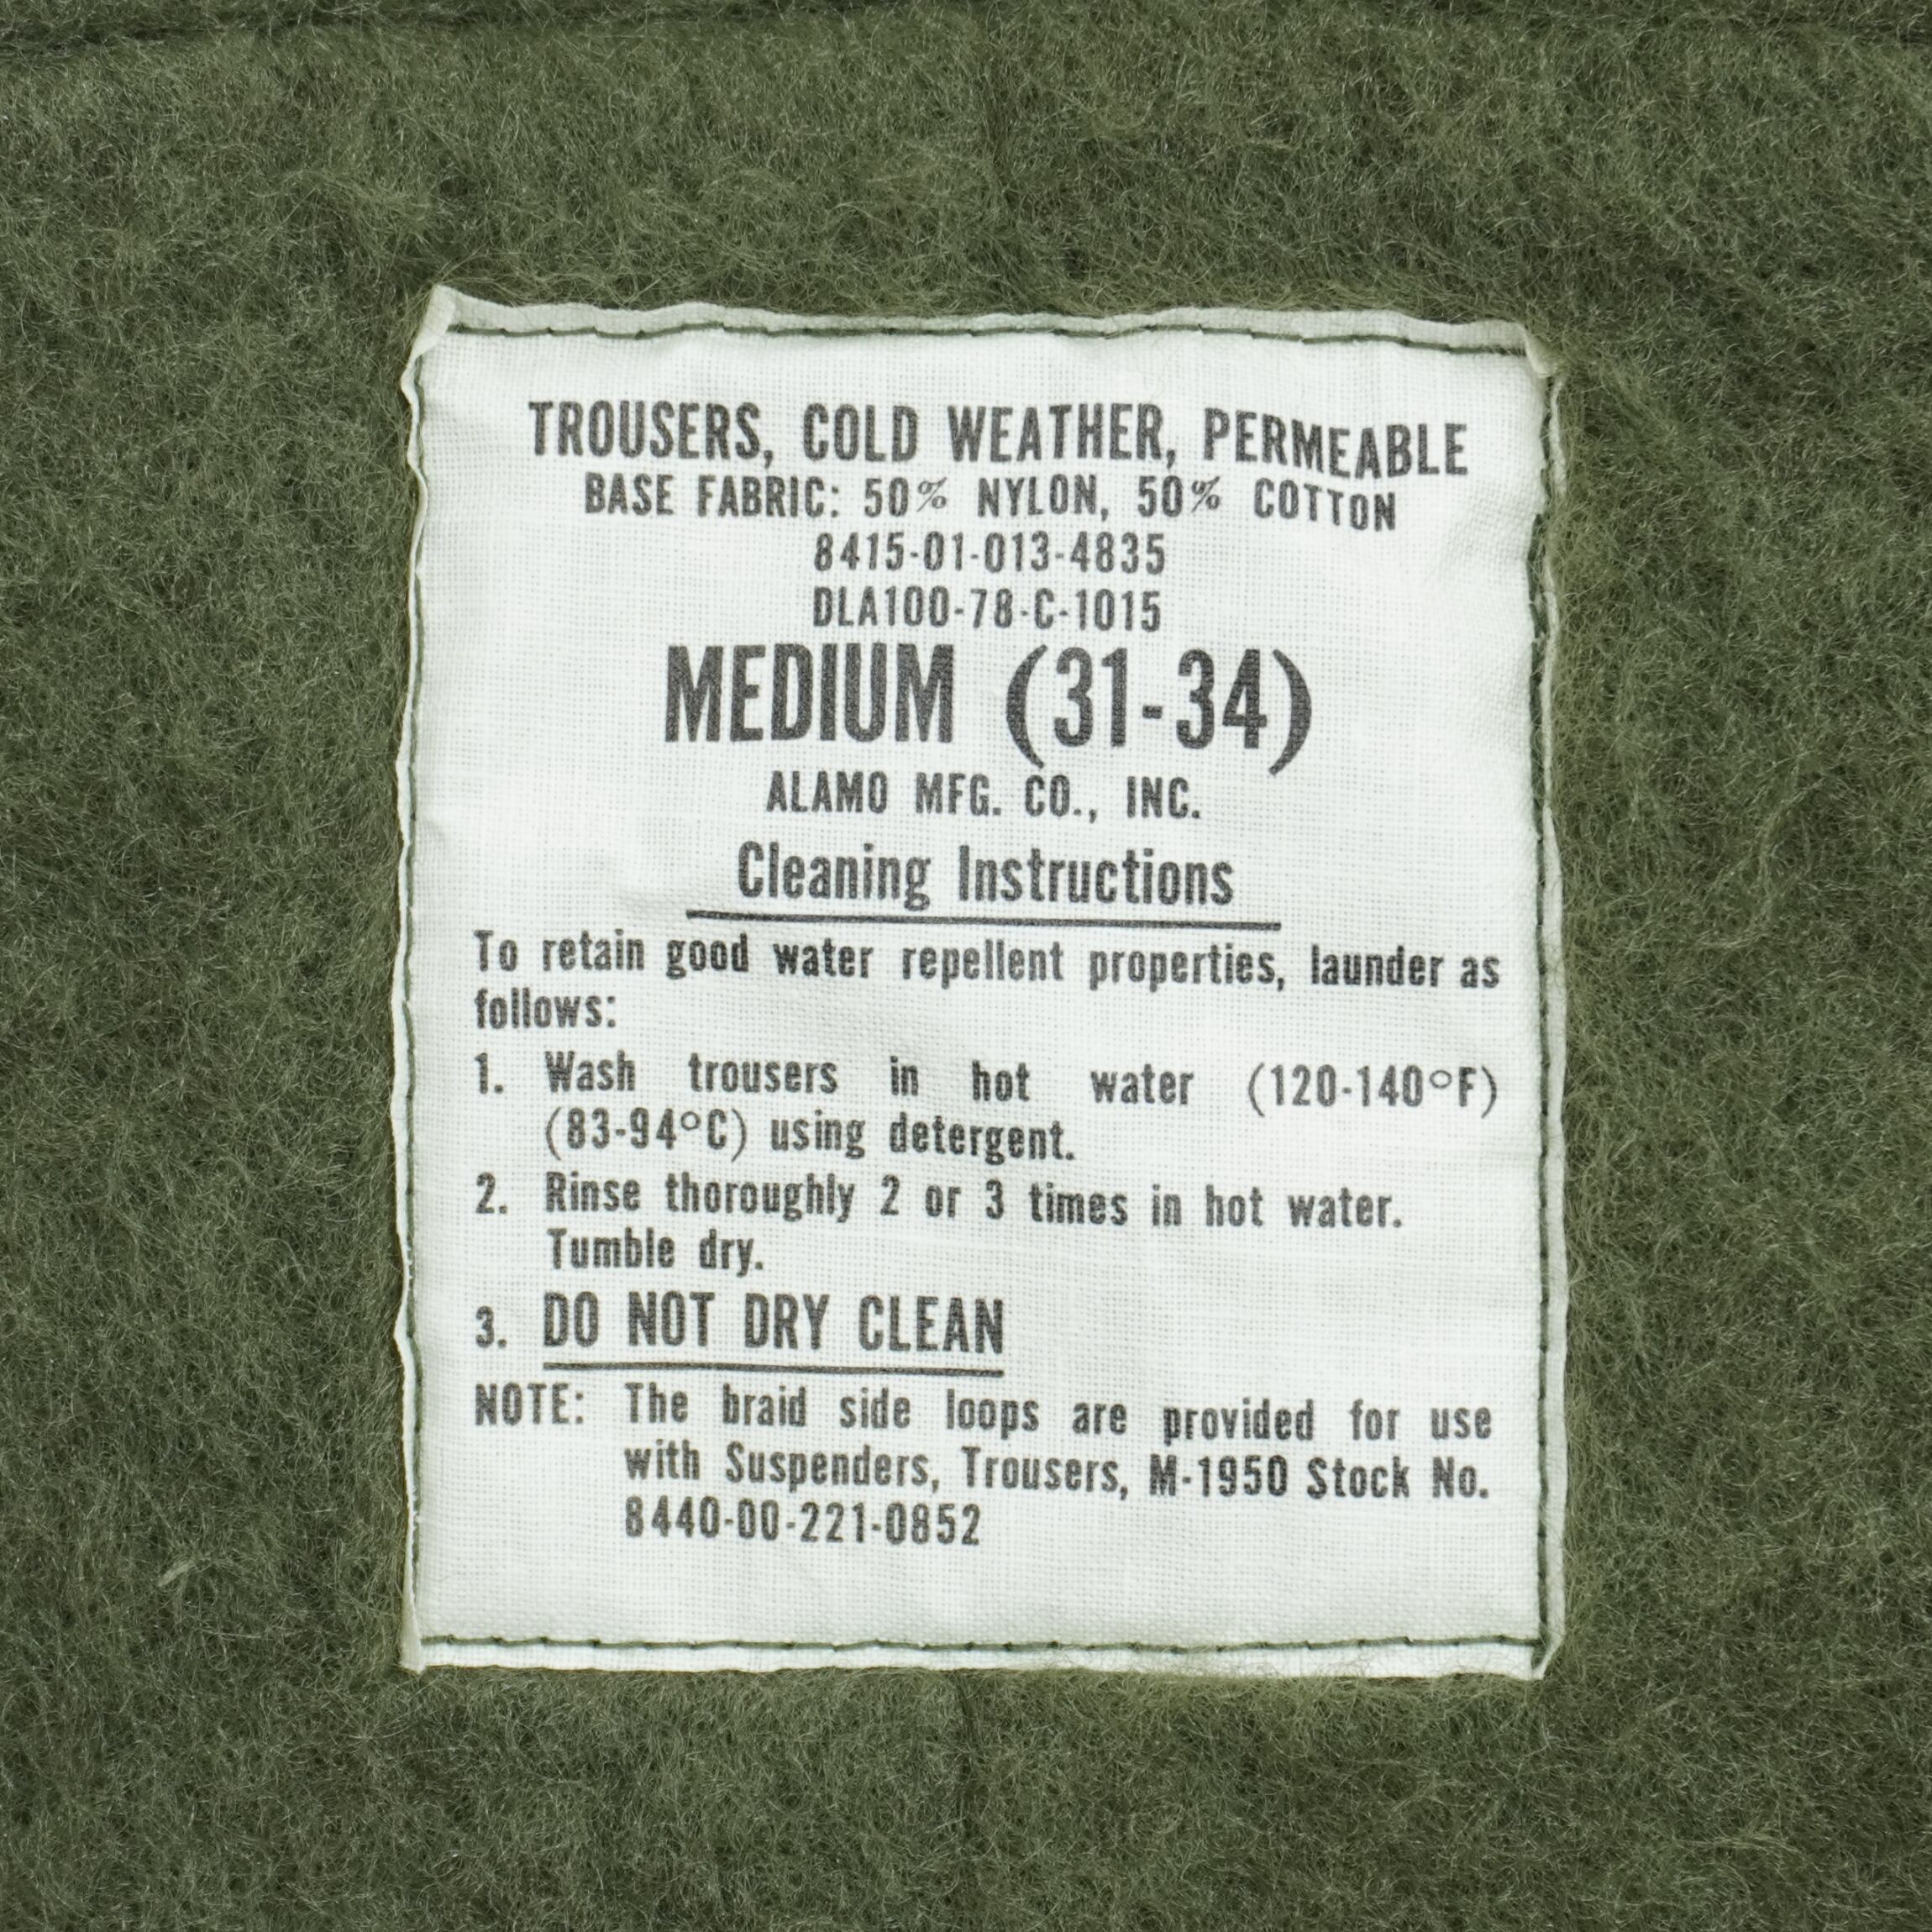 TROUSERS, COLD WEATHER, PERMEABLE
BASE FABRIC: 50% NYLON, 50% COTTON
8415-01-013-4835
DLA100-78-C-1015
MEDIUM (31-34)
ALAMO MFG. CO., INC.
Cleaning Instructions
To retain good water repellent properties, launder as
follows:
1. Wash trousers in hot water (120-140°F)
(83-94°C) using detergent.
2. Rinse thoroughly 2 or 3 times in hot water.
Tumble dry.
3. DO NOT DRY CLEAN
NOTE: The braid side loops are provided for use
with Suspenders, Trousers, M-1950 Stock No.
8440-00-221-0852